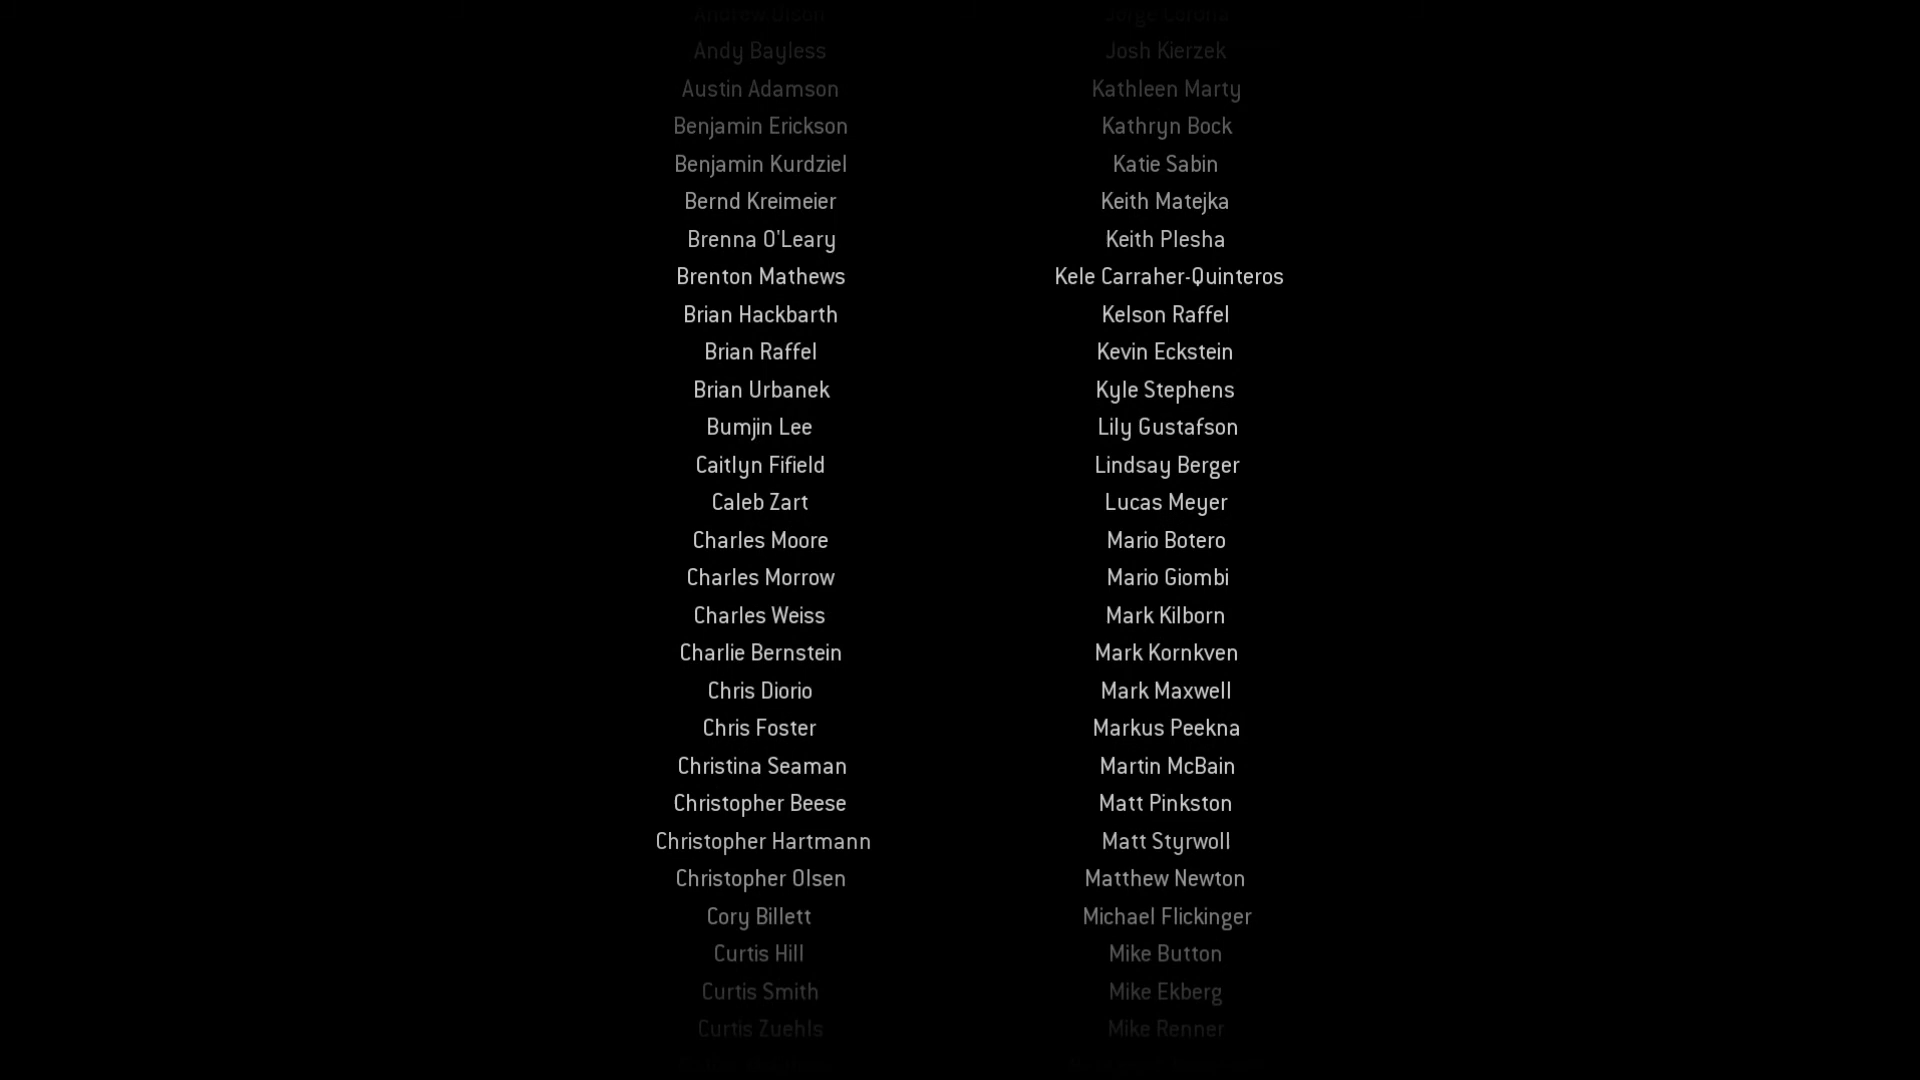 Andrew Olson
Andy Bayless
Austin Adamson
Benjamin Erickson
Benjamin Kurdziel
Bernd Kreimeier
Brenna O'Leary
Brenton Mathews
Brian Hackbarth
Brian Raffel
Brian Urbanek
Bumjin Lee
Caitlyn Fifield
Caleb Zart
Charles Moore
Charles Morrow
Charles Weiss
Charlie Bernstein
Chris Diorio
Chris Foster
Christina Seaman
Christopher Beese
Christopher Hartmann
Christopher Olsen
Cory Billett
Curtis Hill
Curtis Smith
Curtis Zuehls
Jorge Corona
Josh Kierzek
Kathleen Marty
Kathryn Bock
Katie Sabin
Keith Matejka
Keith Plesha
Kele Carraher-Quinteros
Kelson Raffel
Kevin Eckstein
Kyle Stephens
Lily Gustafson
Lindsay Berger
Lucas Meyer
Mario Botero
Mario Giombi
Mark Kilborn
Mark Kornkven
Mark Maxwell
Markus Peekna
Martin McBain
Matt Pinkston
Matt Styrwoll
Matthew Newton
Michael Flickinger
Mike Button
Mike Ekberg
Mike Renner